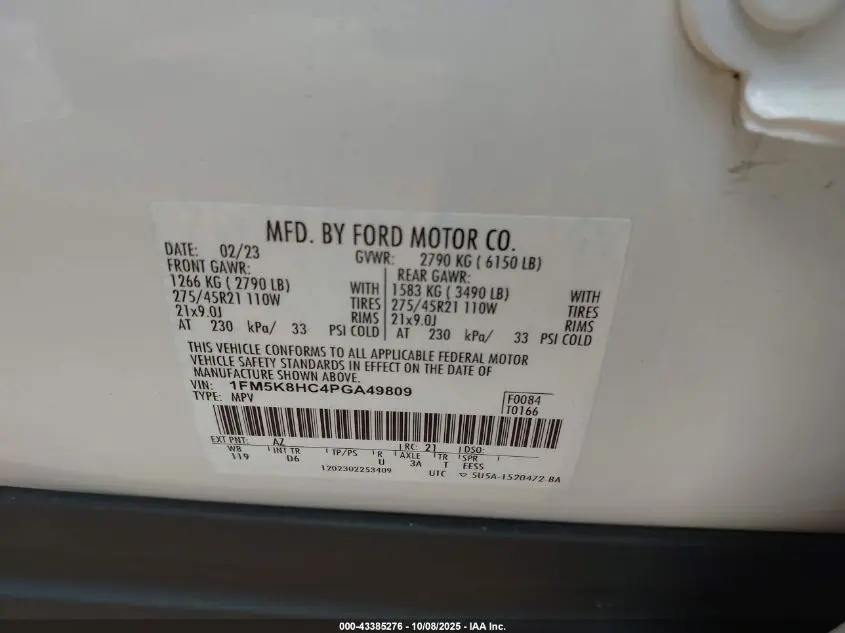 MFD. BY FORD MOTOR CO.
DATE: 02/23 GVWR: 2790 KG ( 6150 LB)
FRONT GAWR: REAR GAWR:
1266 KG ( 2790 LB) WITH 1583 KG ( 3490 LB) WITH
275/45R21 110W TIRES 275/45R21 110W TIRES
21x9.0J RIMS 21x9.0J RIMS
AT 230 kPa/ 33 PSI COLD AT 230 kPa/ 33 PSI COLD
THIS VEHICLE CONFORMS TO ALL APPLICABLE FEDERAL MOTOR
VEHICLE SAFETY STANDARDS IN EFFECT ON THE DATE OF
MANUFACTURE SHOWN ABOVE.
VIN: 1FM5K8HC4PGA49809 F0084
TYPE: MPV T0166
EXT PNT: AZ RC: 21 DSO:
WB INT TR TP/PS R AXLE TR SPR
119 D6 U 3A T EESS
1202302253409 UTC 5U5A-1520472-BA
000-43385276 - 10/08/2025 - IAA Inc.